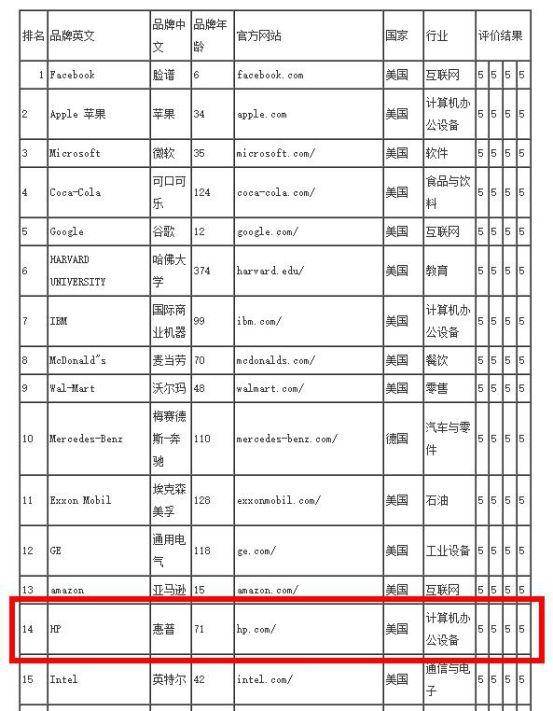 排名 品牌英文 品牌中文 品牌年龄 官方网站 国家 行业 评价结果
1 Facebook 脸谱 6 facebook.com 美国 互联网 5 5 5 5
2 Apple 苹果 苹果 34 apple.com 美国 计算机办公设备 5 5 5 5
3 Microsoft 微软 35 microsoft.com/ 美国 软件 5 5 5 5
4 Coca-Cola 可口可乐 124 coca-cola.com/ 美国 食品与饮料 5 5 5 5
5 Google 谷歌 12 google.com/ 美国 互联网 5 5 5 5
6 HARVARD UNIVERSITY 哈佛大学 374 harvard.edu/ 美国 教育 5 5 5 5
7 IBM 国际商业机器 99 ibm.com/ 美国 计算机办公设备 5 5 5 5
8 McDonald"s 麦当劳 70 mcdonalds.com/ 美国 餐饮 5 5 5 5
9 Wal-Mart 沃尔玛 48 walmart.com/ 美国 零售 5 5 5 5
10 Mercedes-Benz 梅赛德斯-奔驰 110 mercedes-benz.com/ 德国 汽车与零件 5 5 5 5
11 Exxon Mobil 埃克森美孚 128 exxonmobil.com/ 美国 石油 5 5 5 5
12 GE 通用电气 118 ge.com/ 美国 工业设备 5 5 5 5
13 amazon 亚马逊 15 amazon.com/ 美国 互联网 5 5 5 5
14 HP 惠普 71 hp.com/ 美国 计算机办公设备 5 5 5 5
15 Intel 英特尔 42 intel.com/ 美国 通信与电子 5 5 5 5